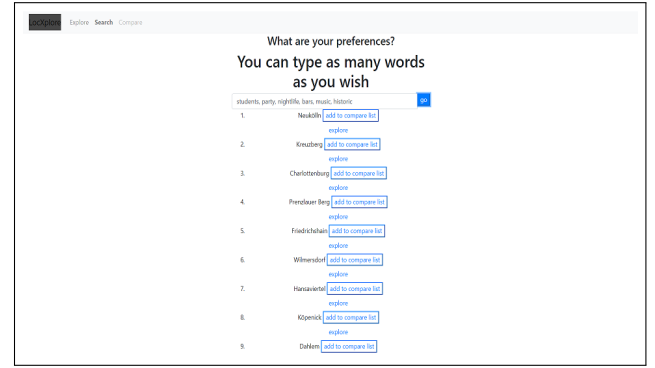 LocXplore Explore Search Compare
What are your preferences?
You can type as many words
as you wish
students, party, nightlife, bars, music, historic go
1. Neukölln add to compare list
explore
2. Kreuzberg add to compare list
explore
3. Charlottenburg add to compare list
explore
4. Prenzlauer Berg add to compare list
explore
5. Friedrichshain add to compare list
explore
6. Wilmersdorf add to compare list
explore
7. Hansaviertel add to compare list
explore
8. Köpenick add to compare list
explore
9. Dahlem add to compare list